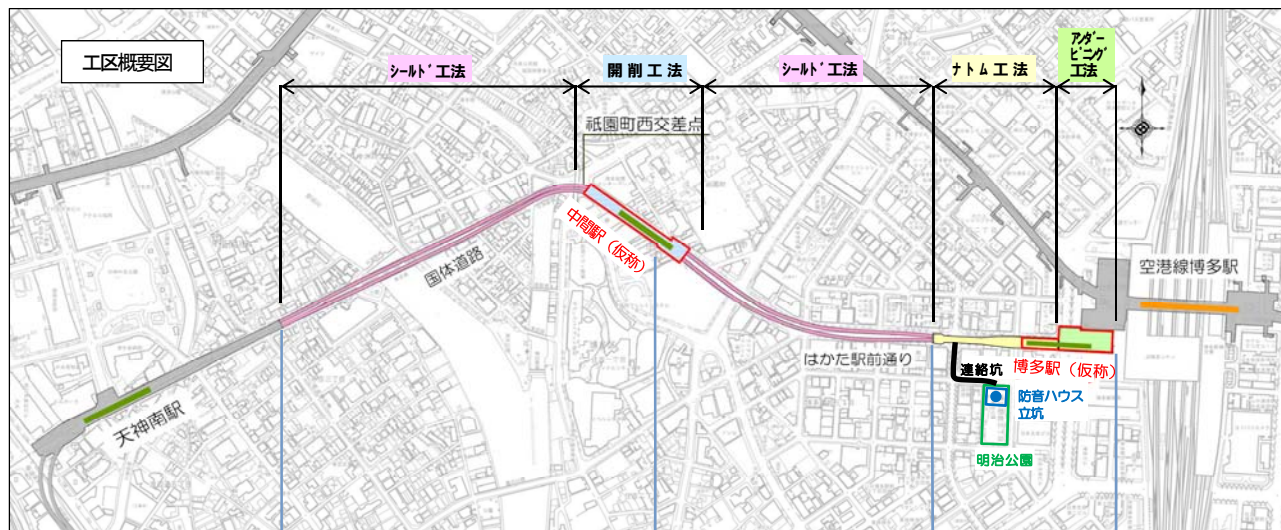 工区概要図
シールド工法
開削工法
シールド工法
ナトム工法
アンダー
ピニング
工法
祇園町西交差点
中間駅（仮称）
国体道路
空港線博多駅
はかた駅前通り
連絡坑
博多駅（仮称）
防音ハウス
立坑
明治公園
天神南駅